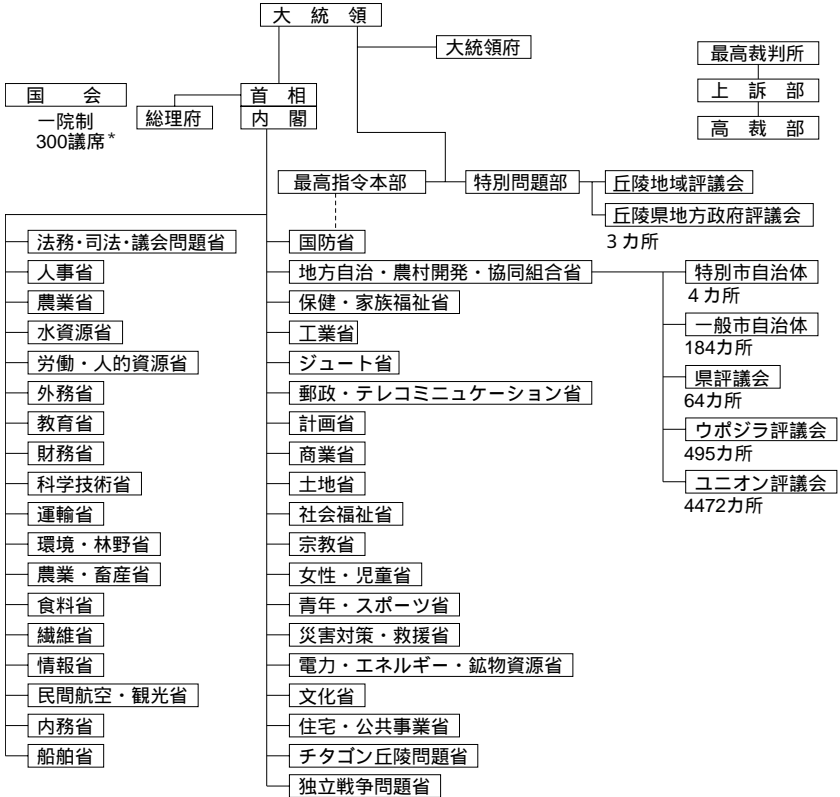 大統領
大統領府
最高裁判所
上訴部
高裁部
国会
一院制
300議席*
総理府
首相
内閣
最高指令本部
特別問題部
丘陵地域評議会
丘陵県地方政府評議会
3カ所
法務・司法・議会問題省
人事省
農業省
水資源省
労働・人的資源省
外務省
教育省
財務省
科学技術省
運輸省
環境・林野省
農業・畜産省
食料省
繊維省
情報省
民間航空・観光省
内務省
船舶省
国防省
地方自治・農村開発・協同組合省
保健・家族福祉省
工業省
ジュート省
郵政・テレコミニュケーション省
計画省
商業省
土地省
社会福祉省
宗教省
女性・児童省
青年・スポーツ省
災害対策・救援省
電力・エネルギー・鉱物資源省
文化省
住宅・公共事業省
チタゴン丘陵問題省
独立戦争問題省
特別市自治体
4カ所
一般市自治体
184カ所
県評議会
64カ所
ウポジラ評議会
495カ所
ユニオン評議会
4472カ所